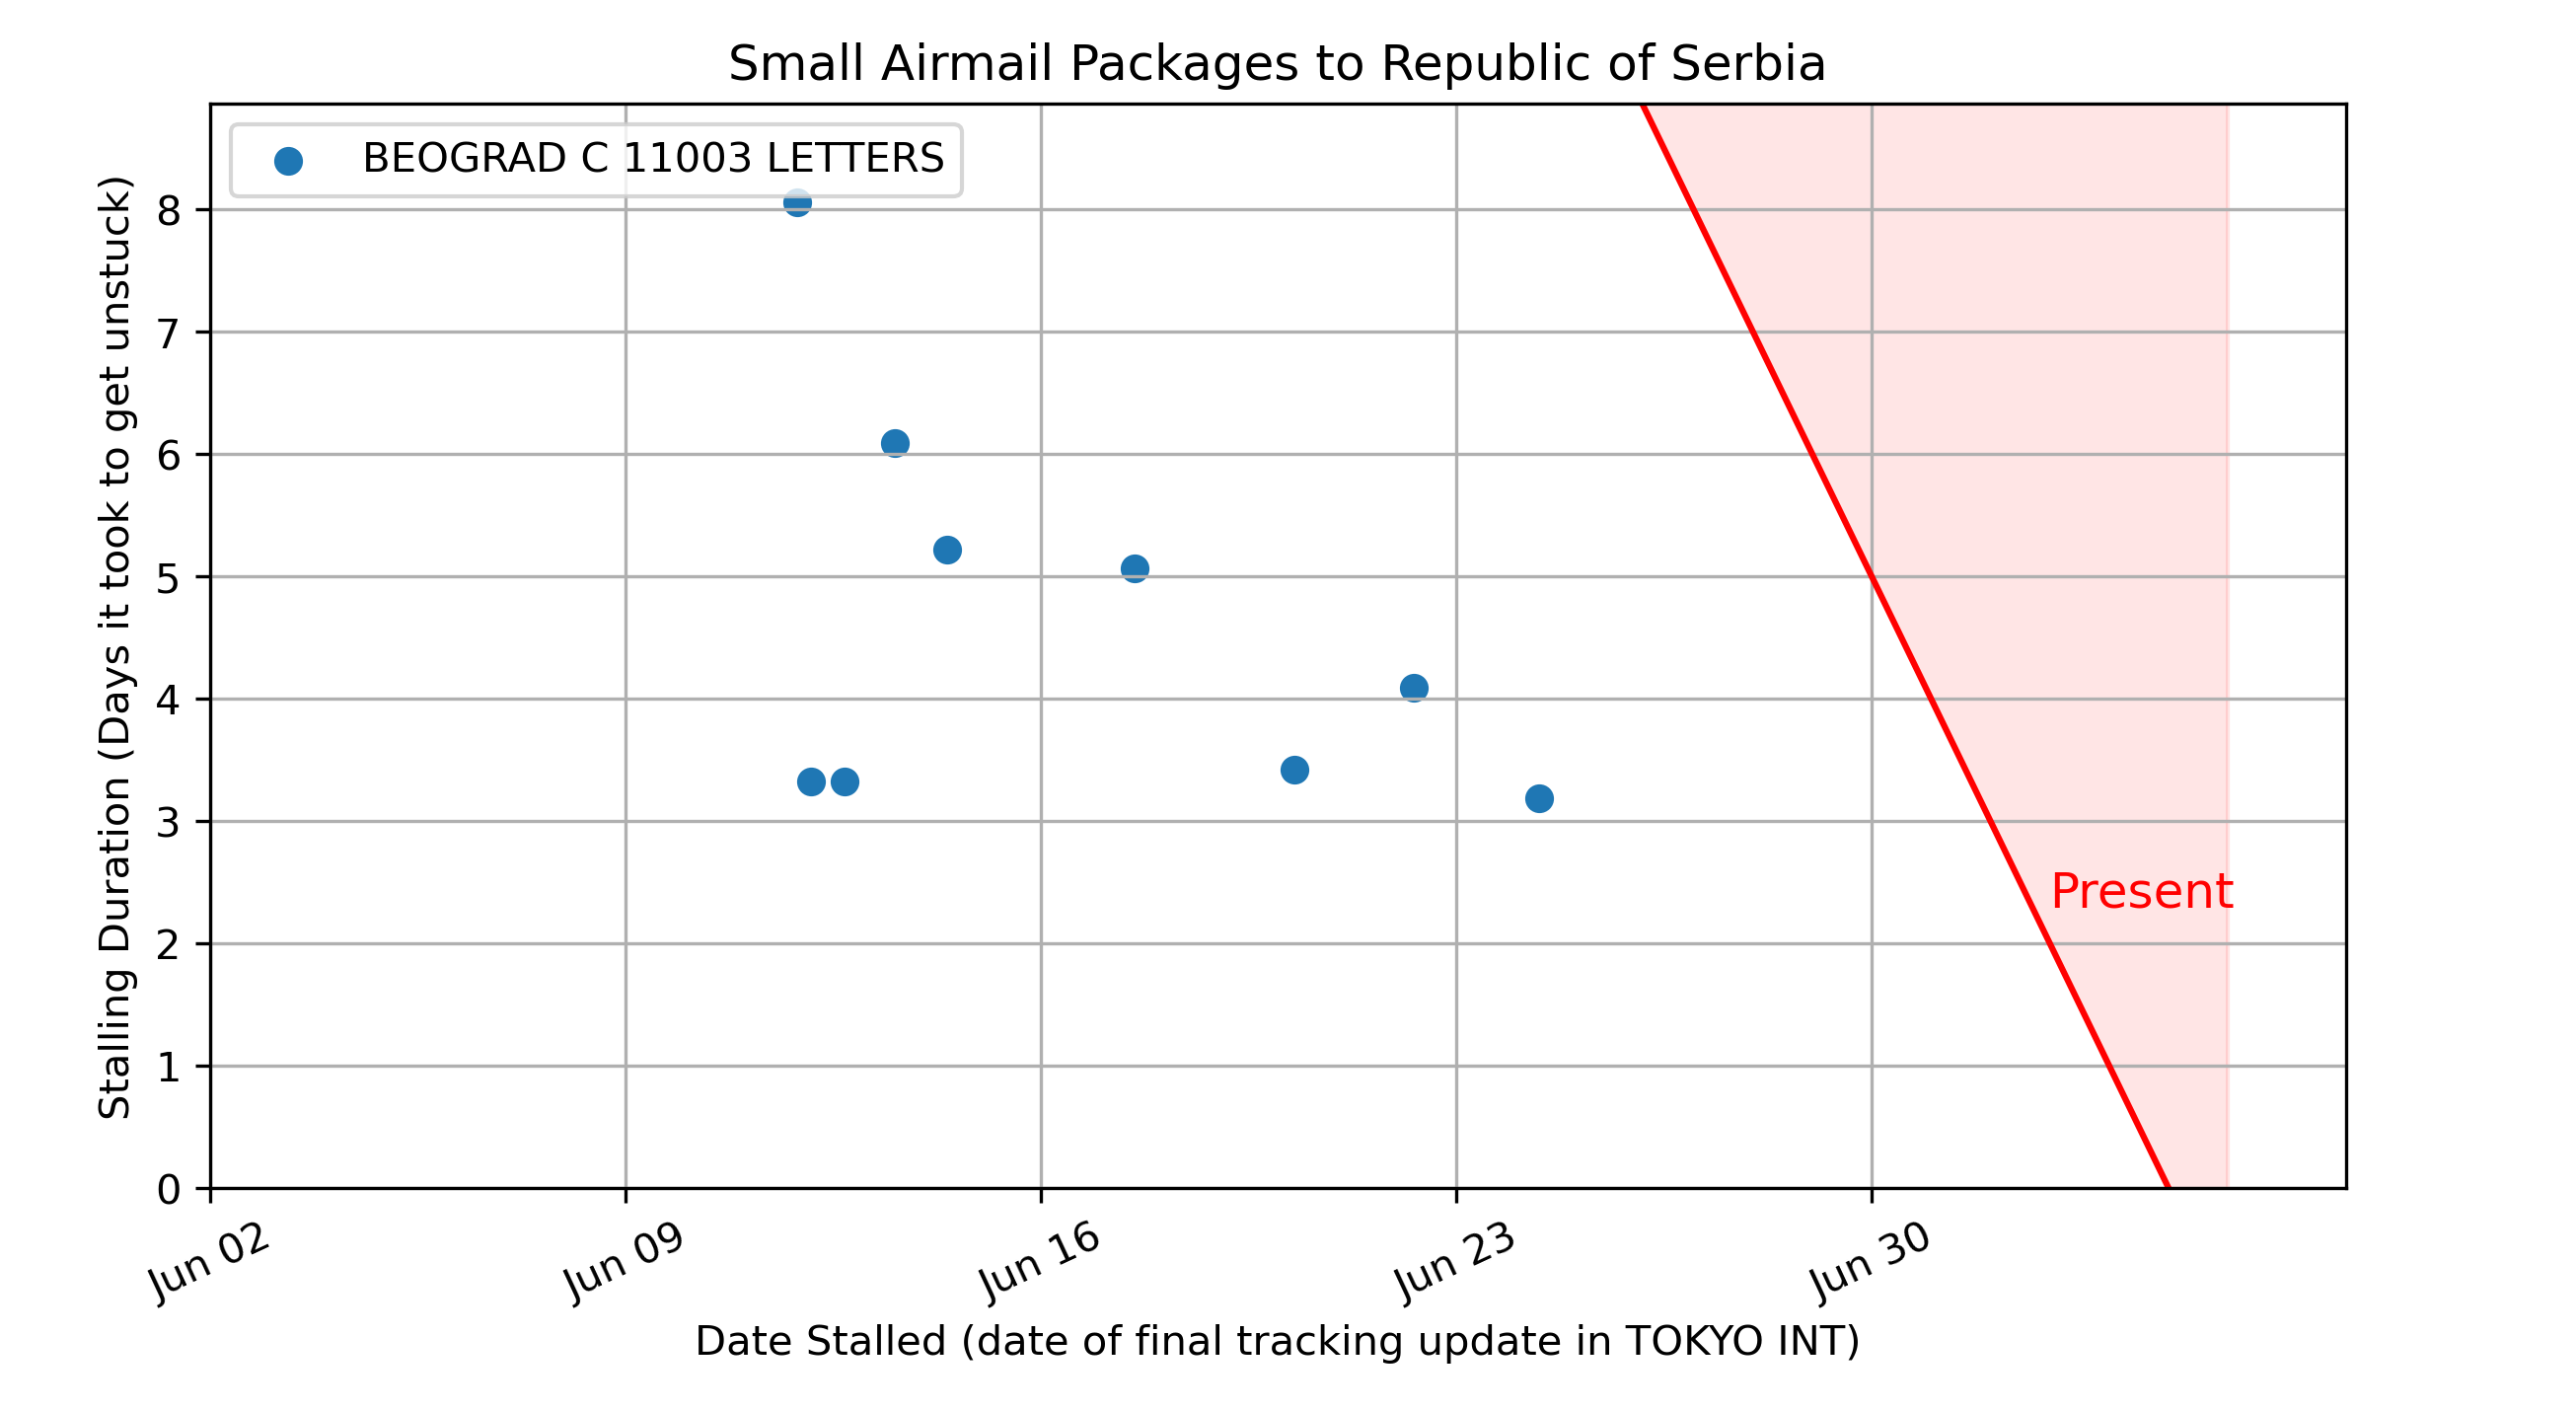 Small Airmail Packages to Republic of Serbia
BEOGRAD C 11003 LETTERS
Stalling Duration (Days it took to get unstuck)
8
7
6
5
4
3
2
1
0
Present
Jun 02
Jun 09
Jun 16
Jun 23
Jun 30
Date Stalled (date of final tracking update in TOKYO INT)